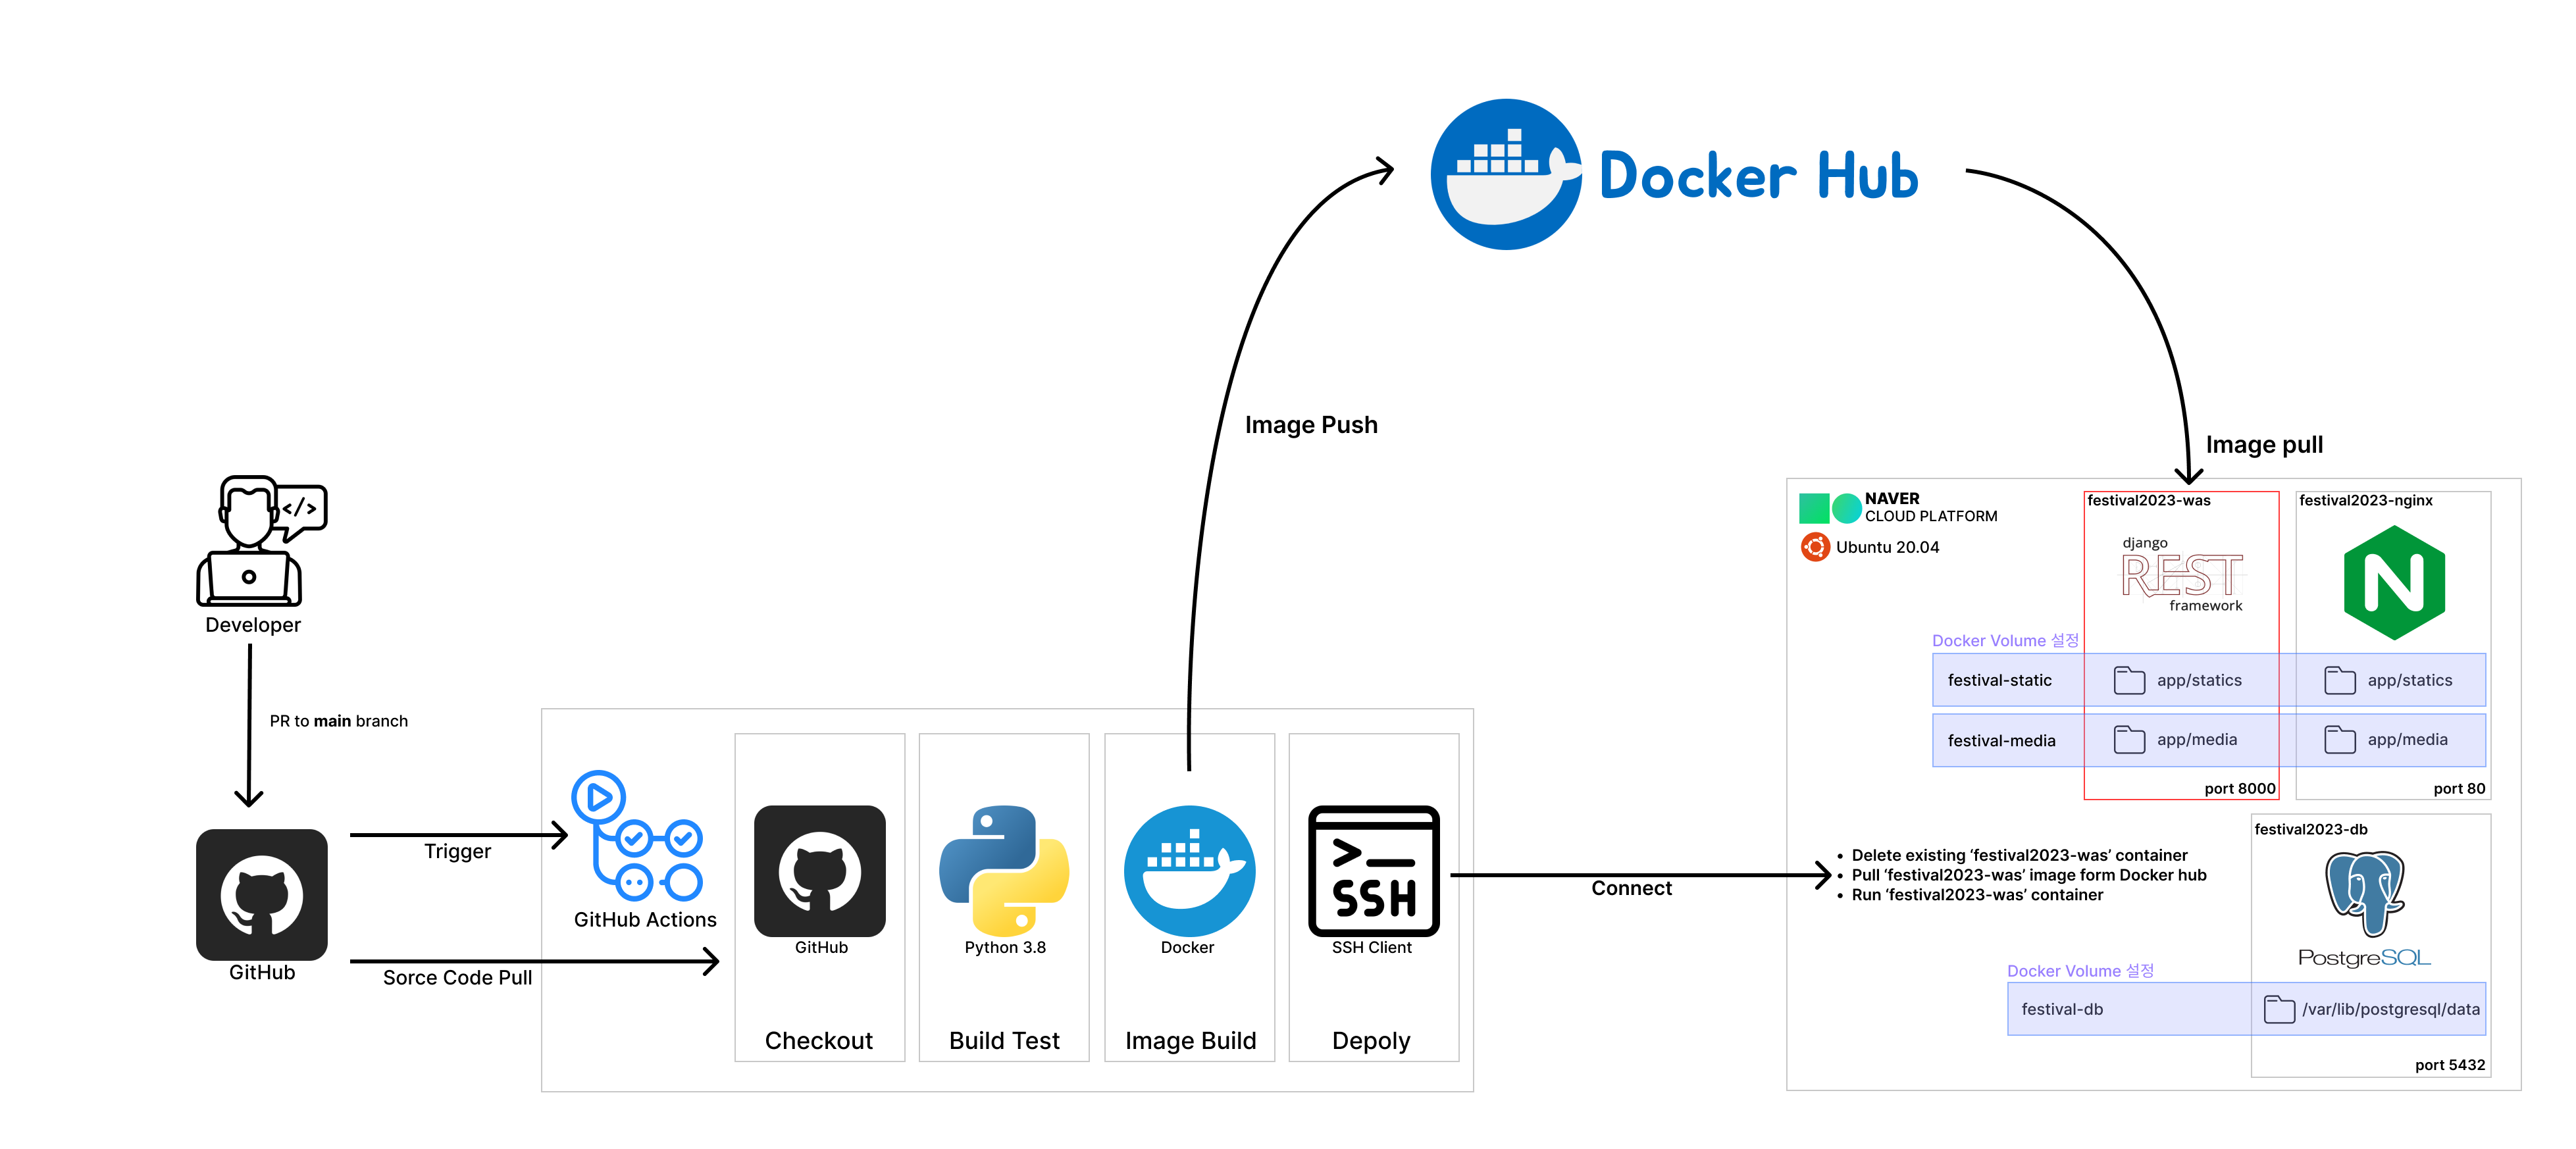 Docker Hub
Image Push
Image pull
Developer
PR to main branch
GitHub
Trigger
Sorce Code Pull
GitHub Actions
GitHub
Checkout
Python 3.8
Build Test
Docker
Image Build
>_
SSH
SSH Client
Depoly
Connect
NAVER
CLOUD PLATFORM
Ubuntu 20.04
festival2023-was
django
REST
framework
festival2023-nginx
N
Docker Volume 설정
festival-static
app/statics
app/statics
festival-media
app/media
app/media
port 8000
port 80
• Delete existing ‘festival2023-was’ container
• Pull ‘festival2023-was’ image form Docker hub
• Run ‘festival2023-was’ container
festival2023-db
PostgreSQL
Docker Volume 설정
festival-db
/var/lib/postgresql/data
port 5432